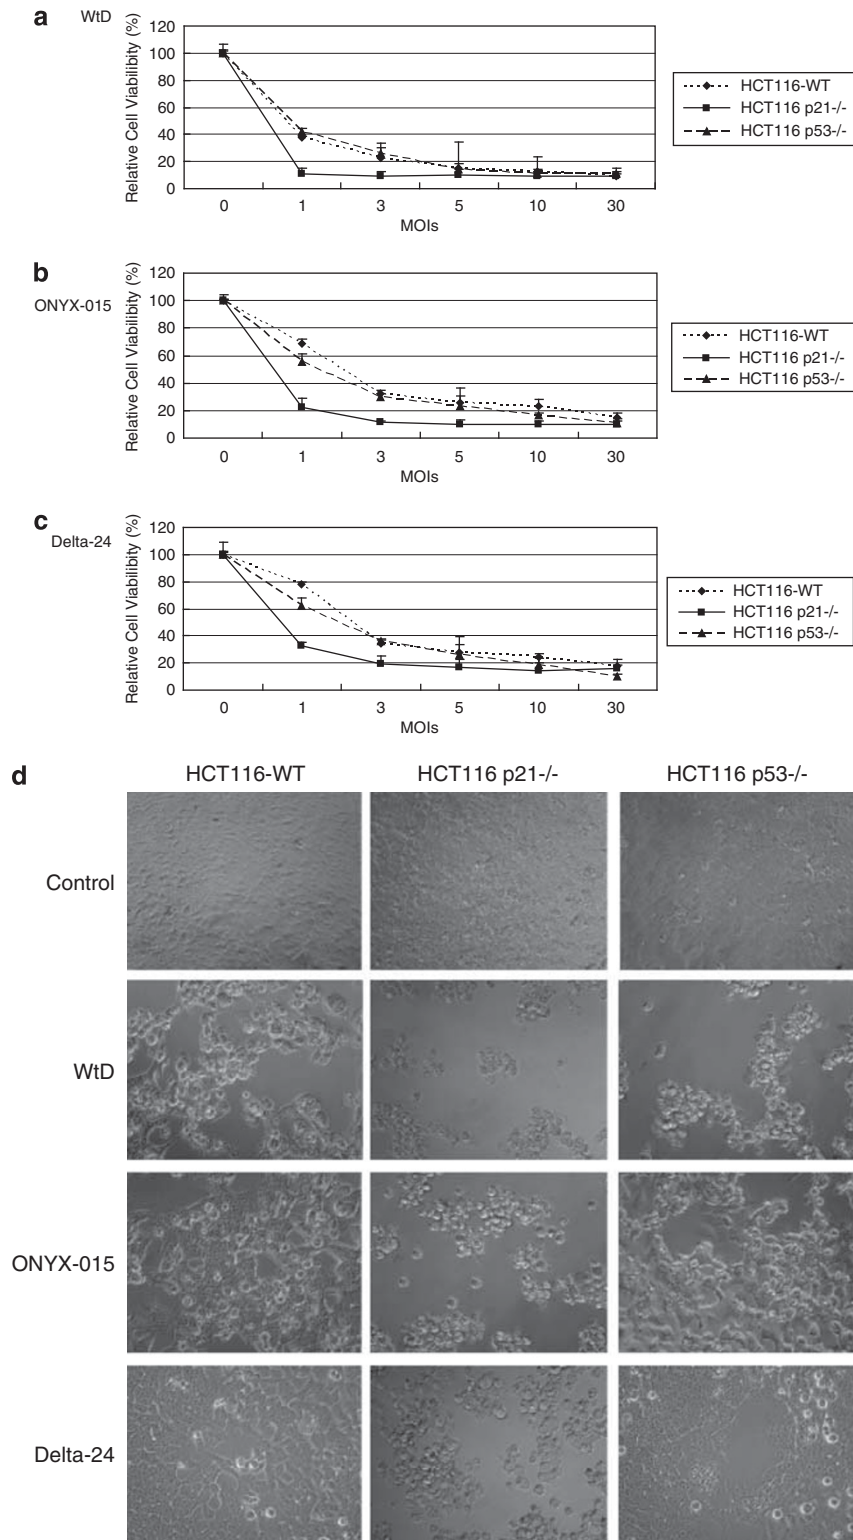 a
WtD
Relative Cell Viabilibity (%)
120
100
80
60
40
20
0
0 1 3 5 10 30
MOIs
HCT116-WT
HCT116 p21-/-
HCT116 p53-/-
b
ONYX-015
Relative Cell Viabilibity (%)
120
100
80
60
40
20
0
0 1 3 5 10 30
MOIs
HCT116-WT
HCT116 p21-/-
HCT116 p53-/-
c
Delta-24
Relative Cell Viabilibity (%)
120
100
80
60
40
20
0
0 1 3 5 10 30
MOIs
HCT116-WT
HCT116 p21-/-
HCT116 p53-/-
d
HCT116-WT HCT116 p21-/- HCT116 p53-/-
Control
WtD
ONYX-015
Delta-24